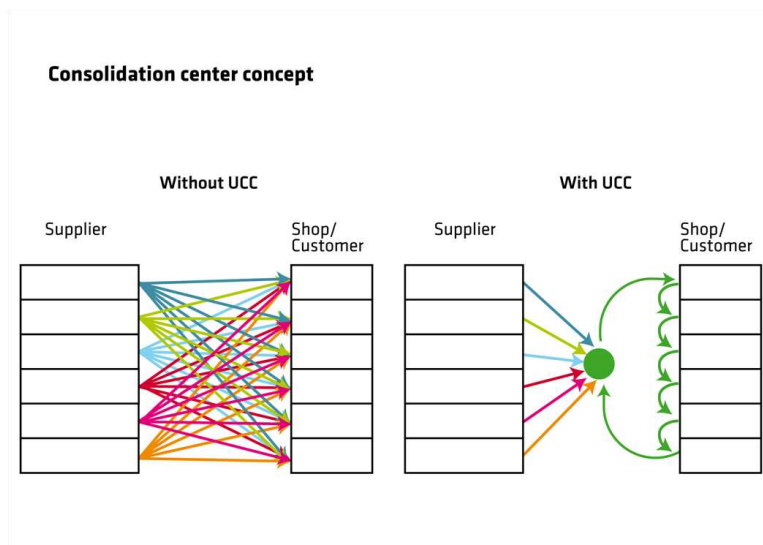 Consolidation center concept
Without UCC
With UCC
Supplier
Shop/
Customer
Supplier
Shop/
Customer